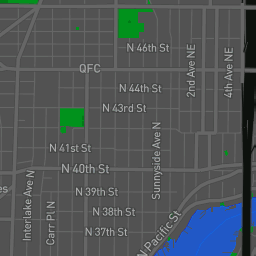 N 46th St
QFC
N 44th St
2nd Ave NE
4th Ave NE
N 43rd St
N 41st St
N 40th St
Sunnyside Ave N
Interlake Ave N
Carr Pl N
N 39th St
N 38th St
N 37th St
N Pacific St